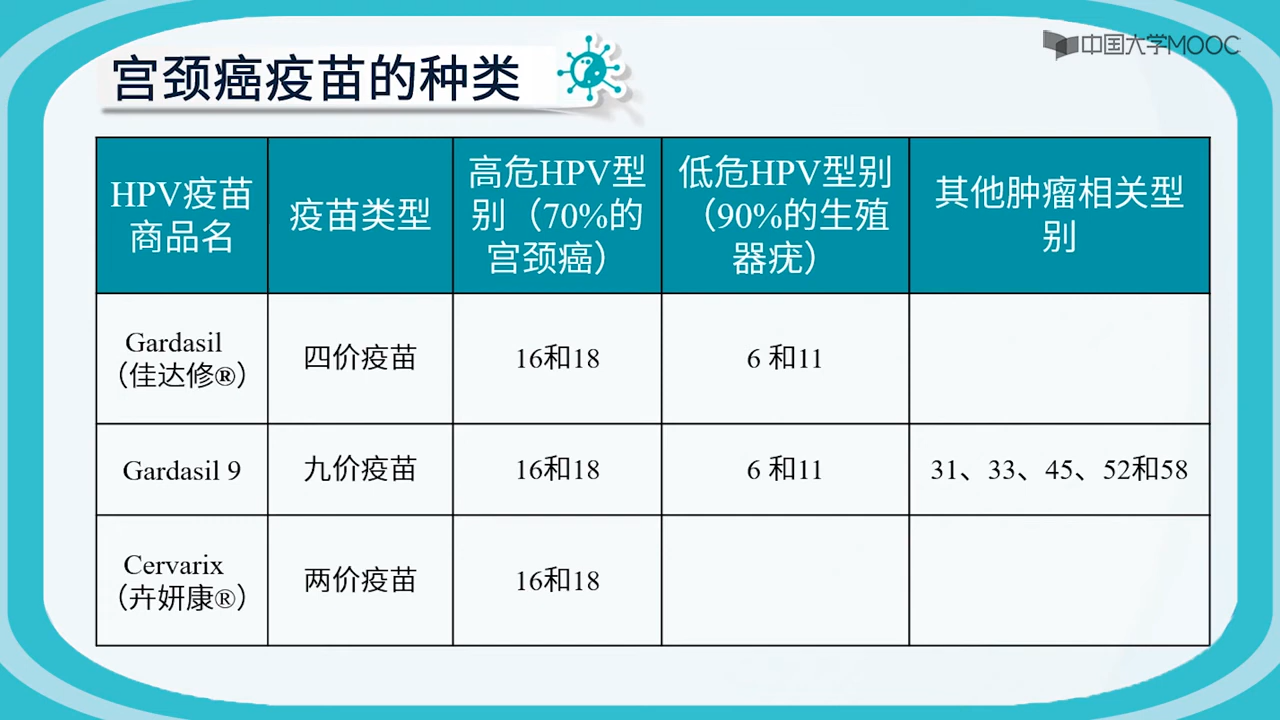 宫颈癌疫苗的种类
中国大学MOOC
HPV疫苗
商品名
疫苗类型
高危HPV型
别（70%的
宫颈癌）
低危HPV型别
（90%的生殖
器疣）
其他肿瘤相关型
别
Gardasil
（佳达修®）
四价疫苗
16和18
6 和11
Gardasil 9
九价疫苗
16和18
6 和11
31、33、45、52和58
Cervarix
（卉妍康®）
两价疫苗
16和18